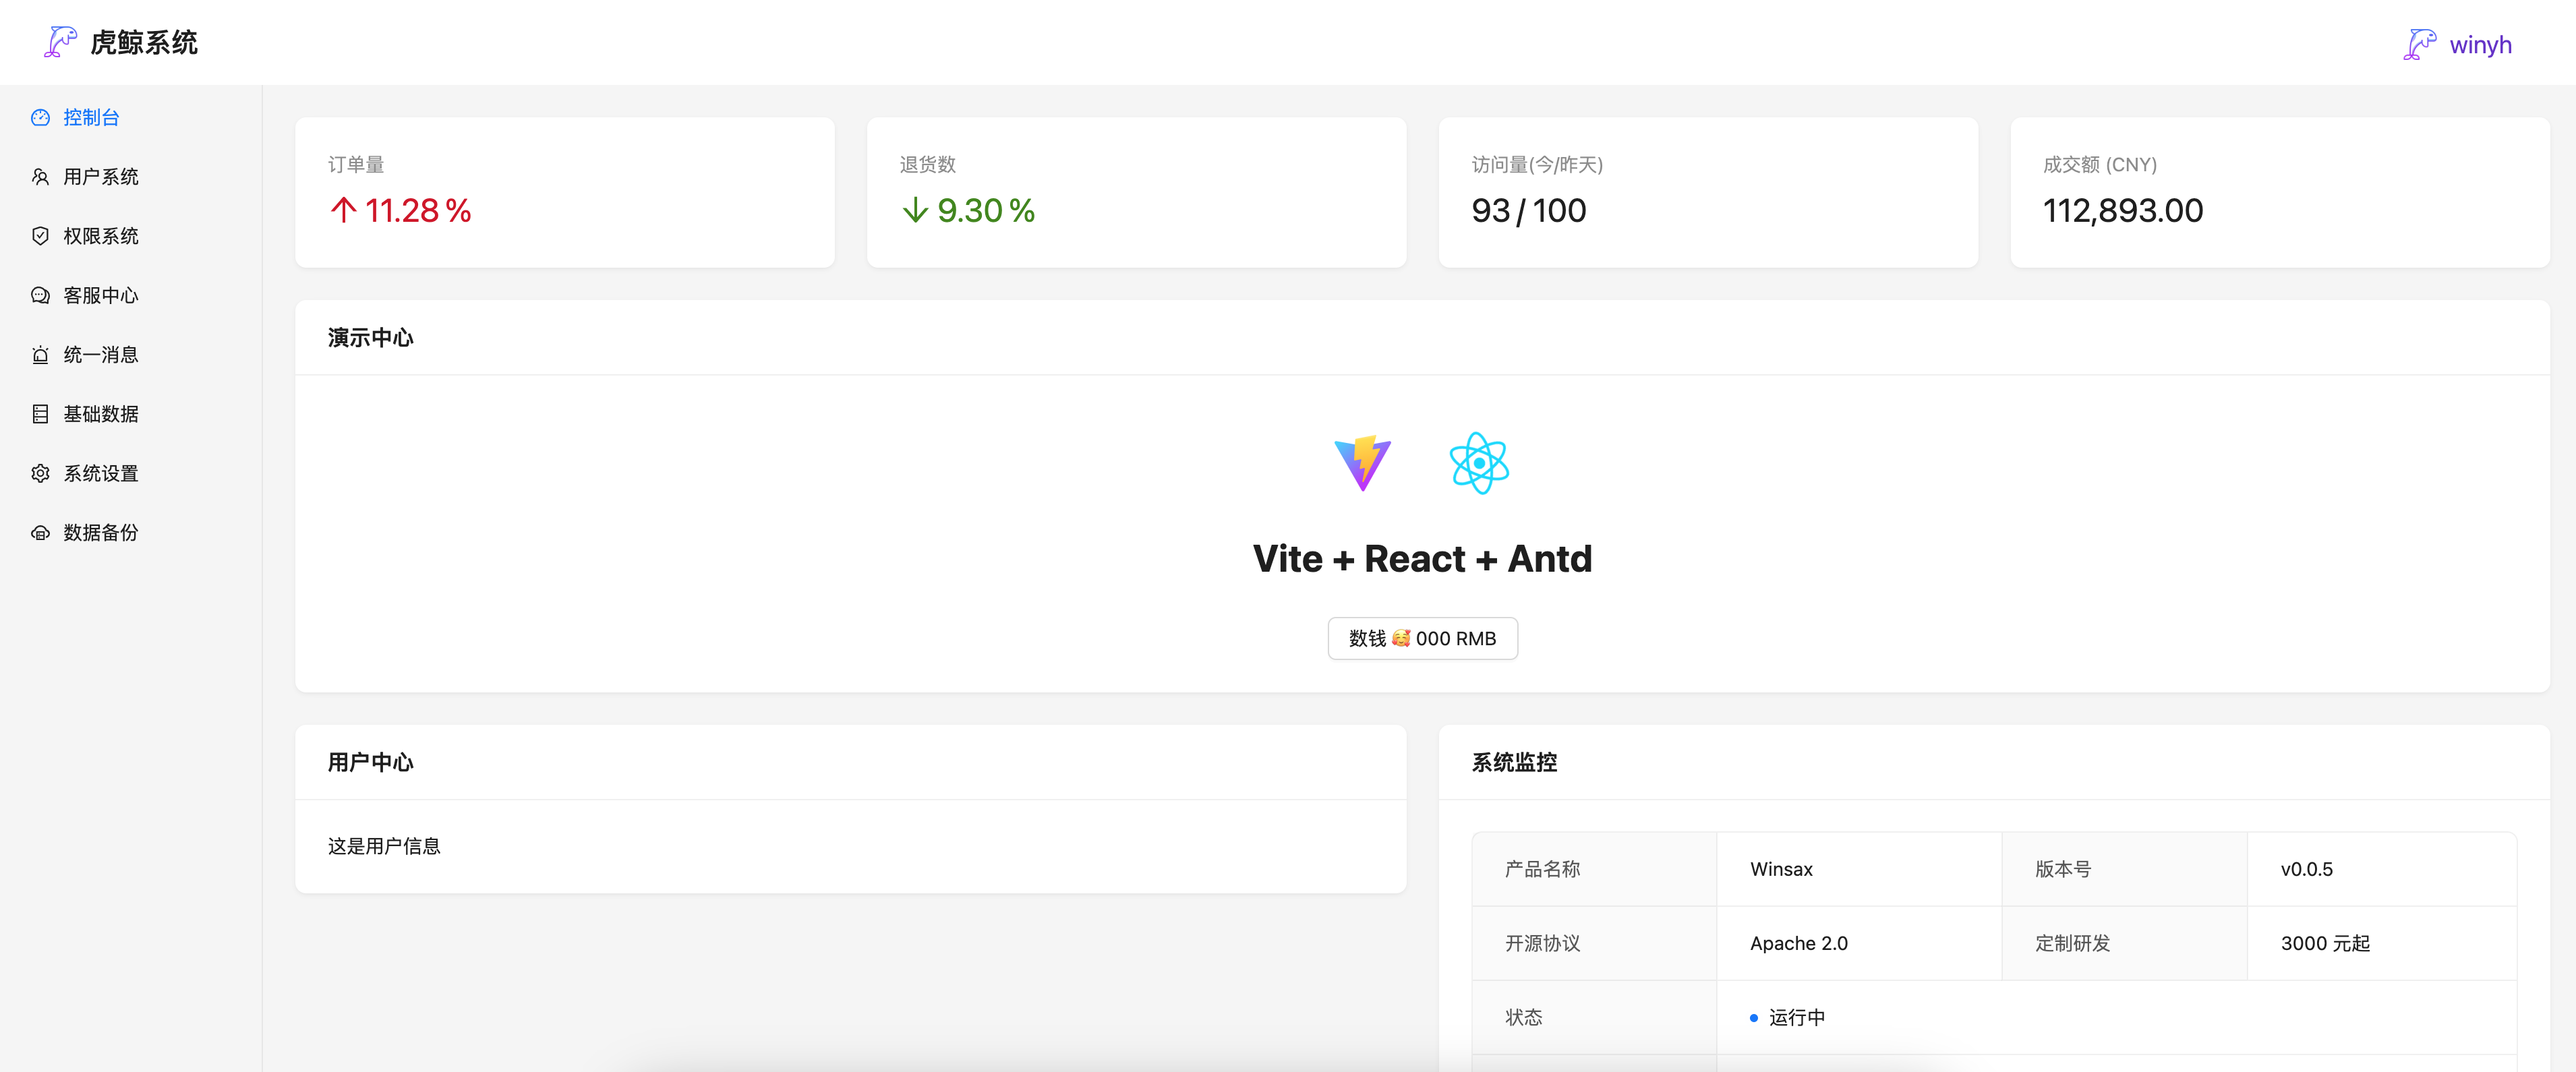 虎鲸系统
winyh
控制台
用户系统
权限系统
客服中心
统一消息
基础数据
系统设置
数据备份
订单量
11.28 %
退货数
9.30 %
访问量(今/昨天)
93 / 100
成交额 (CNY)
112,893.00
演示中心
Vite + React + Antd
数钱 🥰 000 RMB
用户中心
这是用户信息
系统监控
产品名称 Winsax 版本号 v0.0.5
开源协议 Apache 2.0 定制研发 3000 元起
状态 运行中